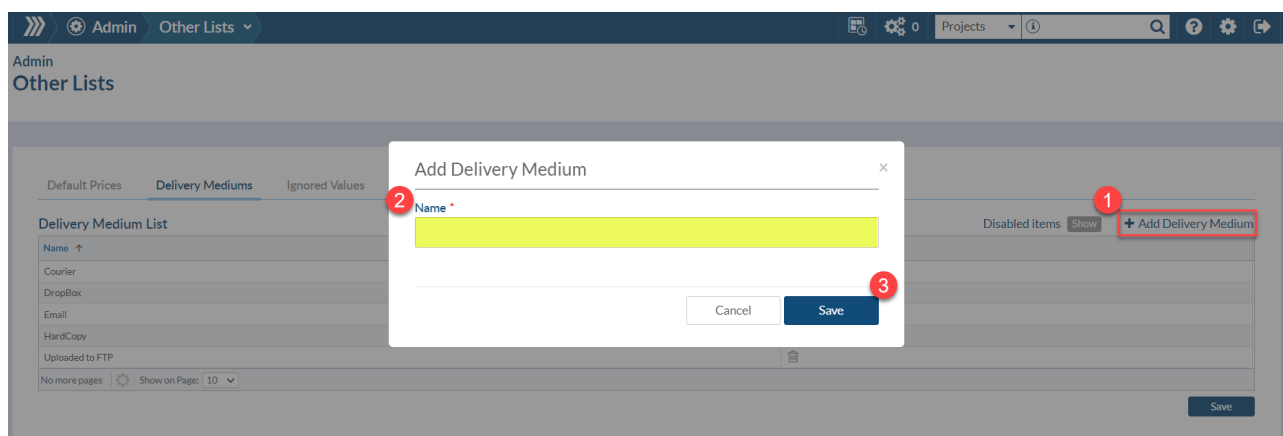 Admin Other Lists 0 Projects
Admin
Other Lists
Add Delivery Medium ×
Default Prices Delivery Mediums Ignored Values
1
2
Name *
Delivery Medium List Disabled items Show + Add Delivery Medium
Name ↑
Courier
DropBox
3
Email
Cancel Save
HardCopy
Uploaded to FTP
No more pages Show on Page: 10
Save